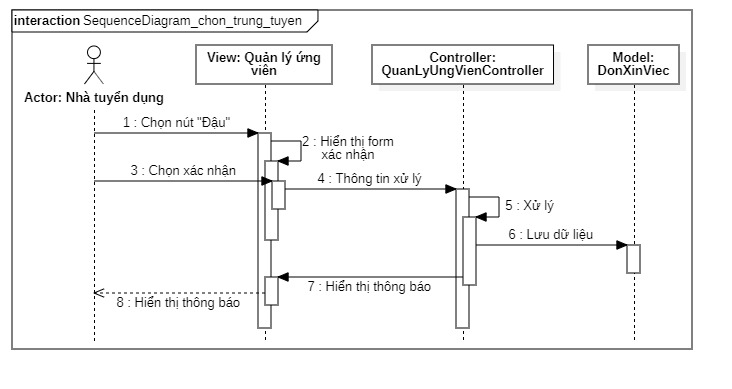 interaction SequenceDiagram_chon_trung_tuyen
View: Quản lý ứng
viên
Controller:
QuanLyUngVienController
Model:
DonXinViec
Actor: Nhà tuyển dụng
1 : Chọn nút "Đậu"
2 : Hiển thị form
xác nhận
3 : Chọn xác nhận
4 : Thông tin xử lý
5 : Xử lý
6 : Lưu dữ liệu
7 : Hiển thị thông báo
8 : Hiển thị thông báo